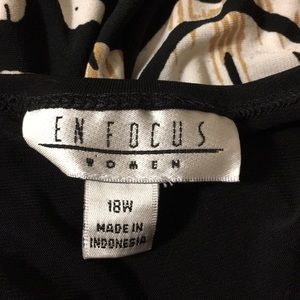 EN FOCUS
WOMEN
18W
MADE IN
INDONESIA